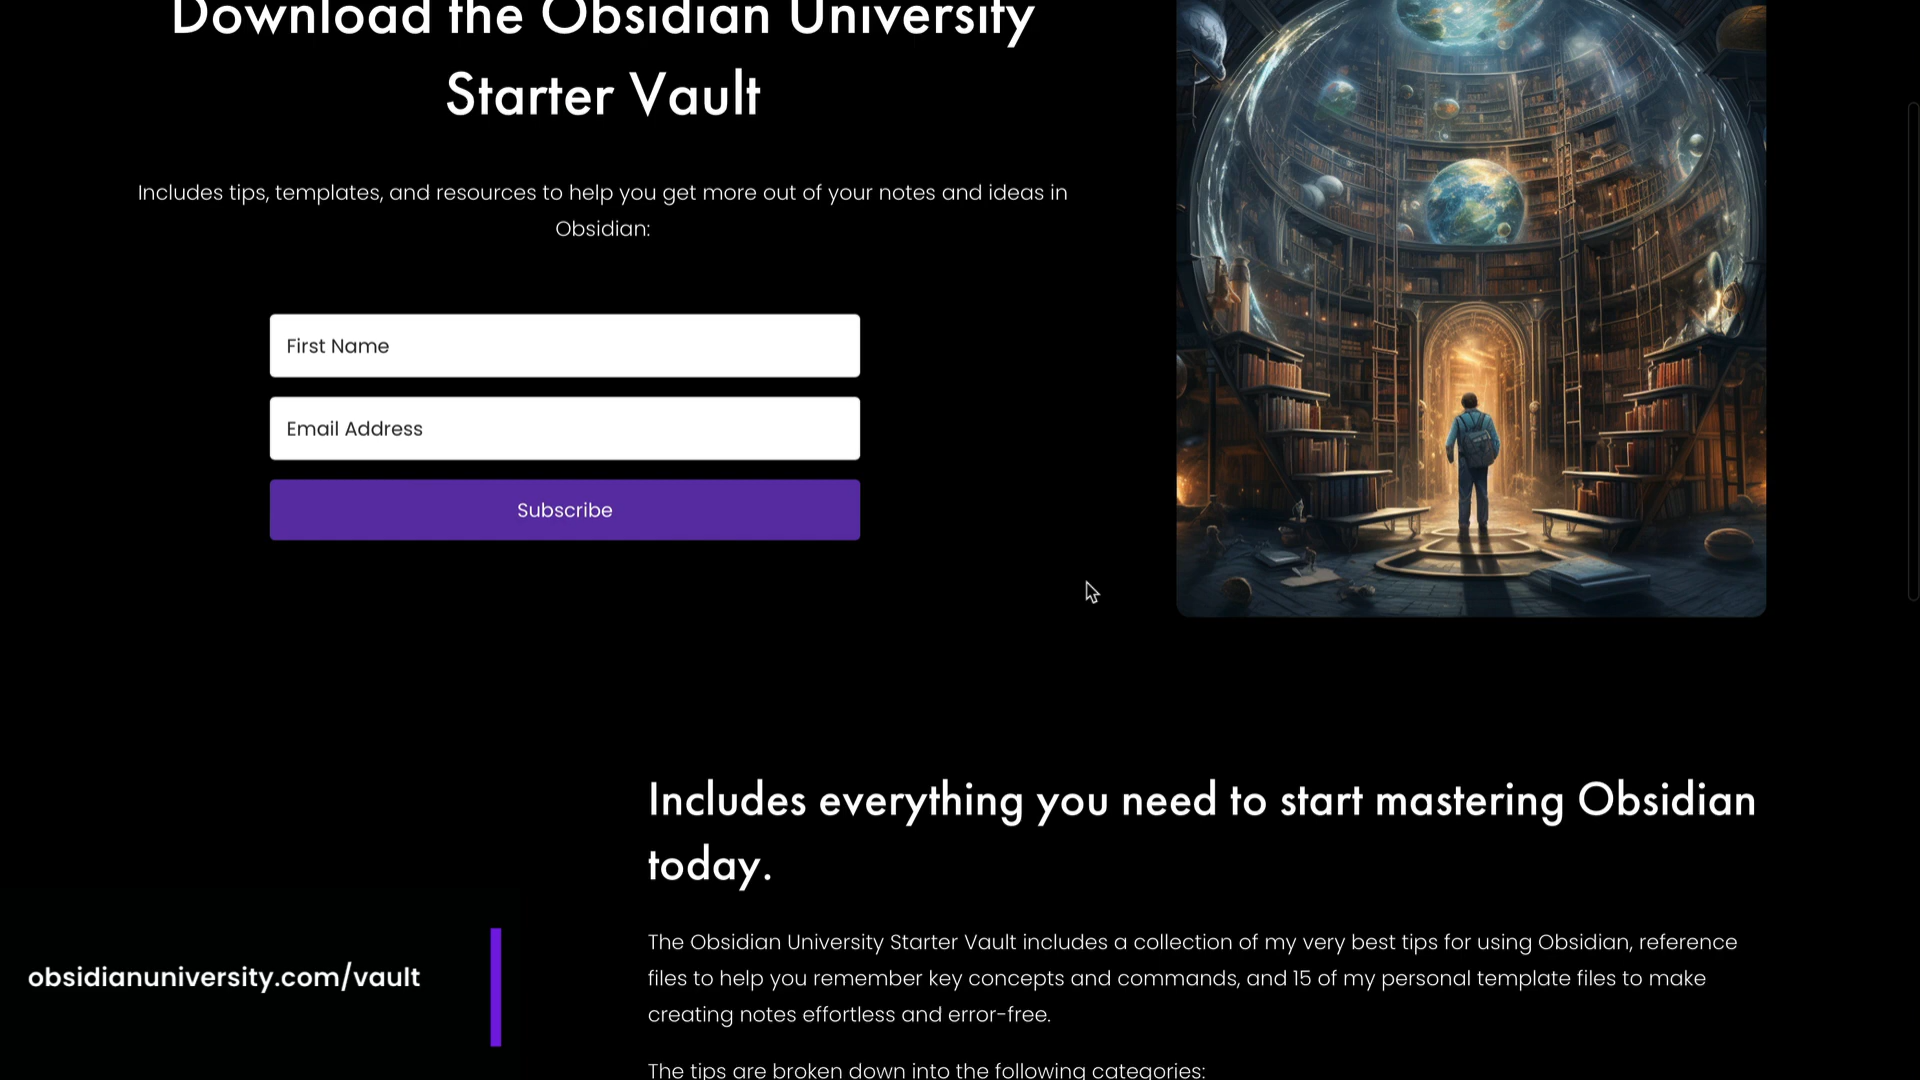 Download the Obsidian University
Starter Vault
Includes tips, templates, and resources to help you get more out of your notes and ideas in
Obsidian:
First Name
Email Address
Subscribe
Includes everything you need to start mastering Obsidian
today.
The Obsidian University Starter Vault includes a collection of my very best tips for using Obsidian, reference
files to help you remember key concepts and commands, and 15 of my personal template files to make
creating notes effortless and error-free.
The tips are broken down into the following categories:
obsidianuniversity.com/vault